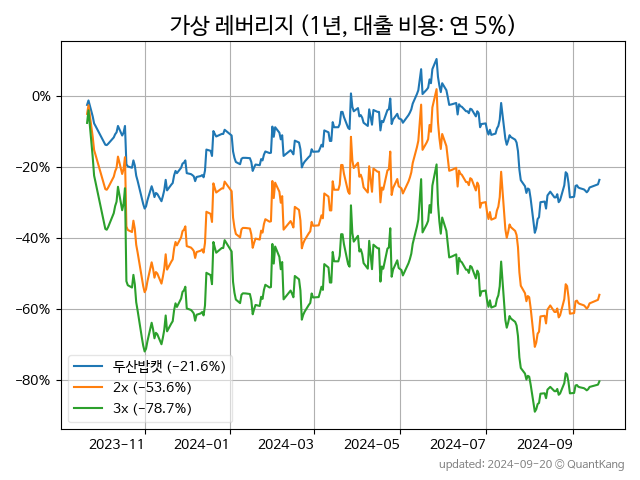 가상 레버리지 (1년, 대출 비용: 연 5%)
0%
−20%
−40%
−60%
−80%
두산밥캣 (−21.6%)
2x (−53.6%)
3x (−78.7%)
2023−11 2024−01 2024−03 2024−05 2024−07 2024−09
updated: 2024−09−20 © QuantKang